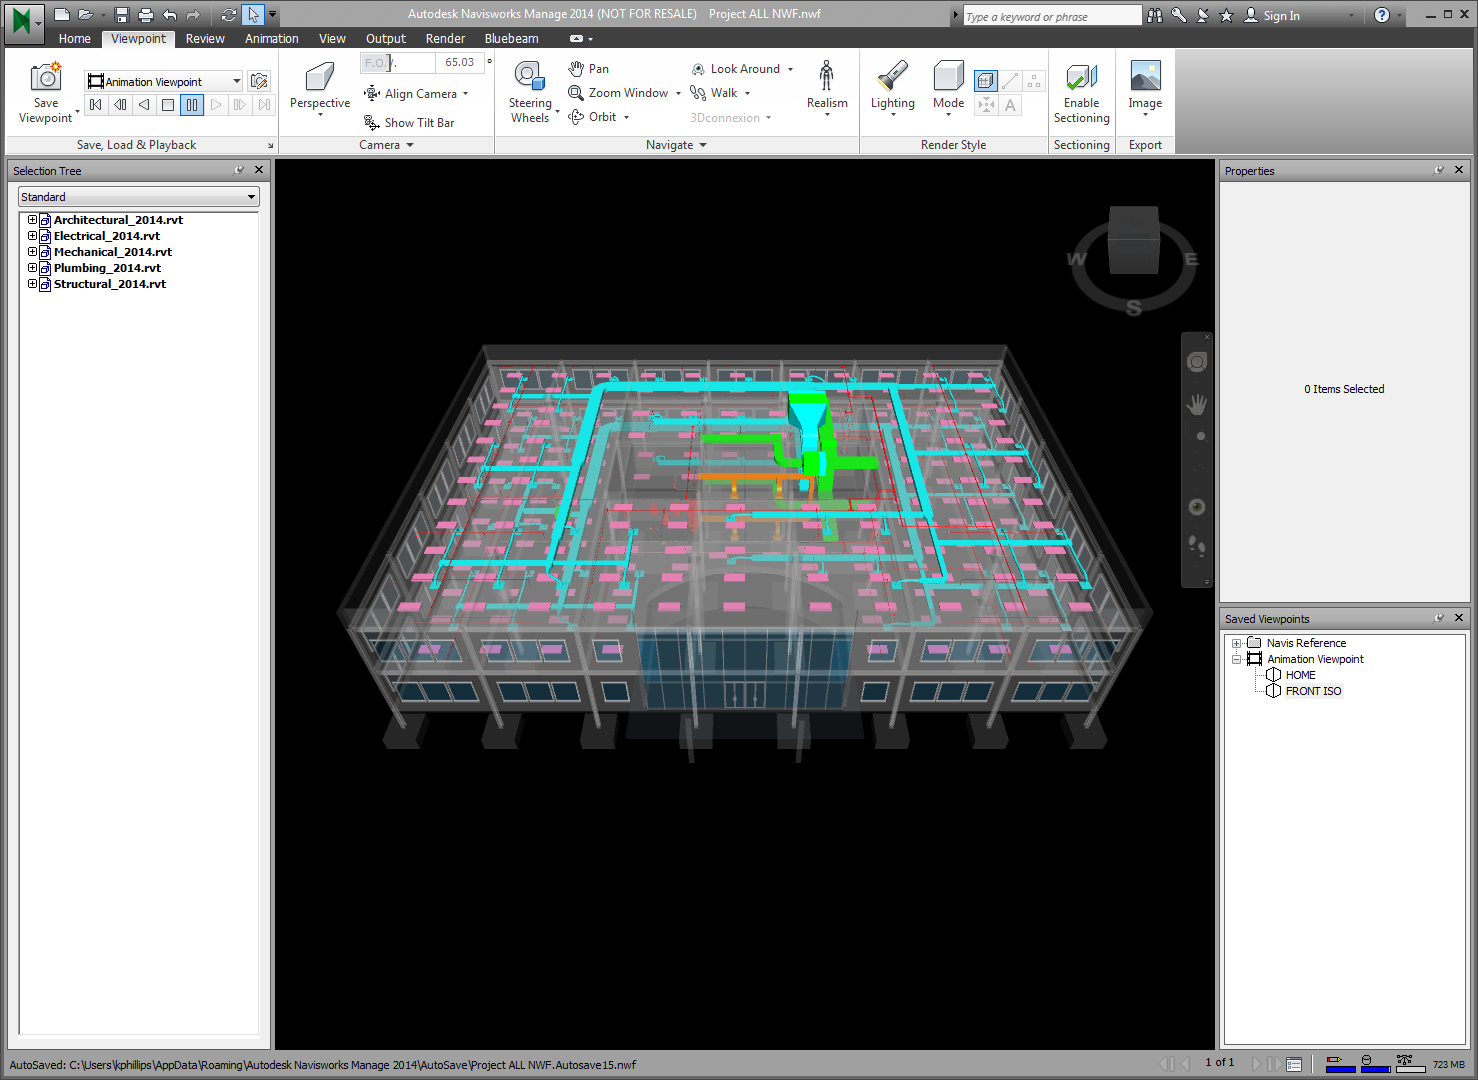 Autodesk Navisworks Manage 2014 (NOT FOR RESALE) Project ALL NWF.nwf
Type a keyword or phrase
Sign In
Home Viewpoint Review Animation View Output Render Bluebeam
Save Viewpoint
Animation Viewpoint
Save, Load & Playback
Perspective
65.03 °
Align Camera
Show Tilt Bar
Camera
Steering Wheels
Pan
Zoom Window
Orbit
Look Around
Walk
3Dconnexion
Realism
Navigate
Lighting
Mode
A
Render Style
Enable Sectioning
Sectioning
Image
Export
Selection Tree
Standard
Architectural_2014.rvt
Electrical_2014.rvt
Mechanical_2014.rvt
Plumbing_2014.rvt
Structural_2014.rvt
W E
S
Properties
0 Items Selected
Saved Viewpoints
Navis Reference
Animation Viewpoint
HOME
FRONT ISO
AutoSaved: C:\Users\kphillips\AppData\Roaming\Autodesk Navisworks Manage 2014\AutoSave\Project ALL NWF.Autosave15.nwf
1 of 1
723 MB